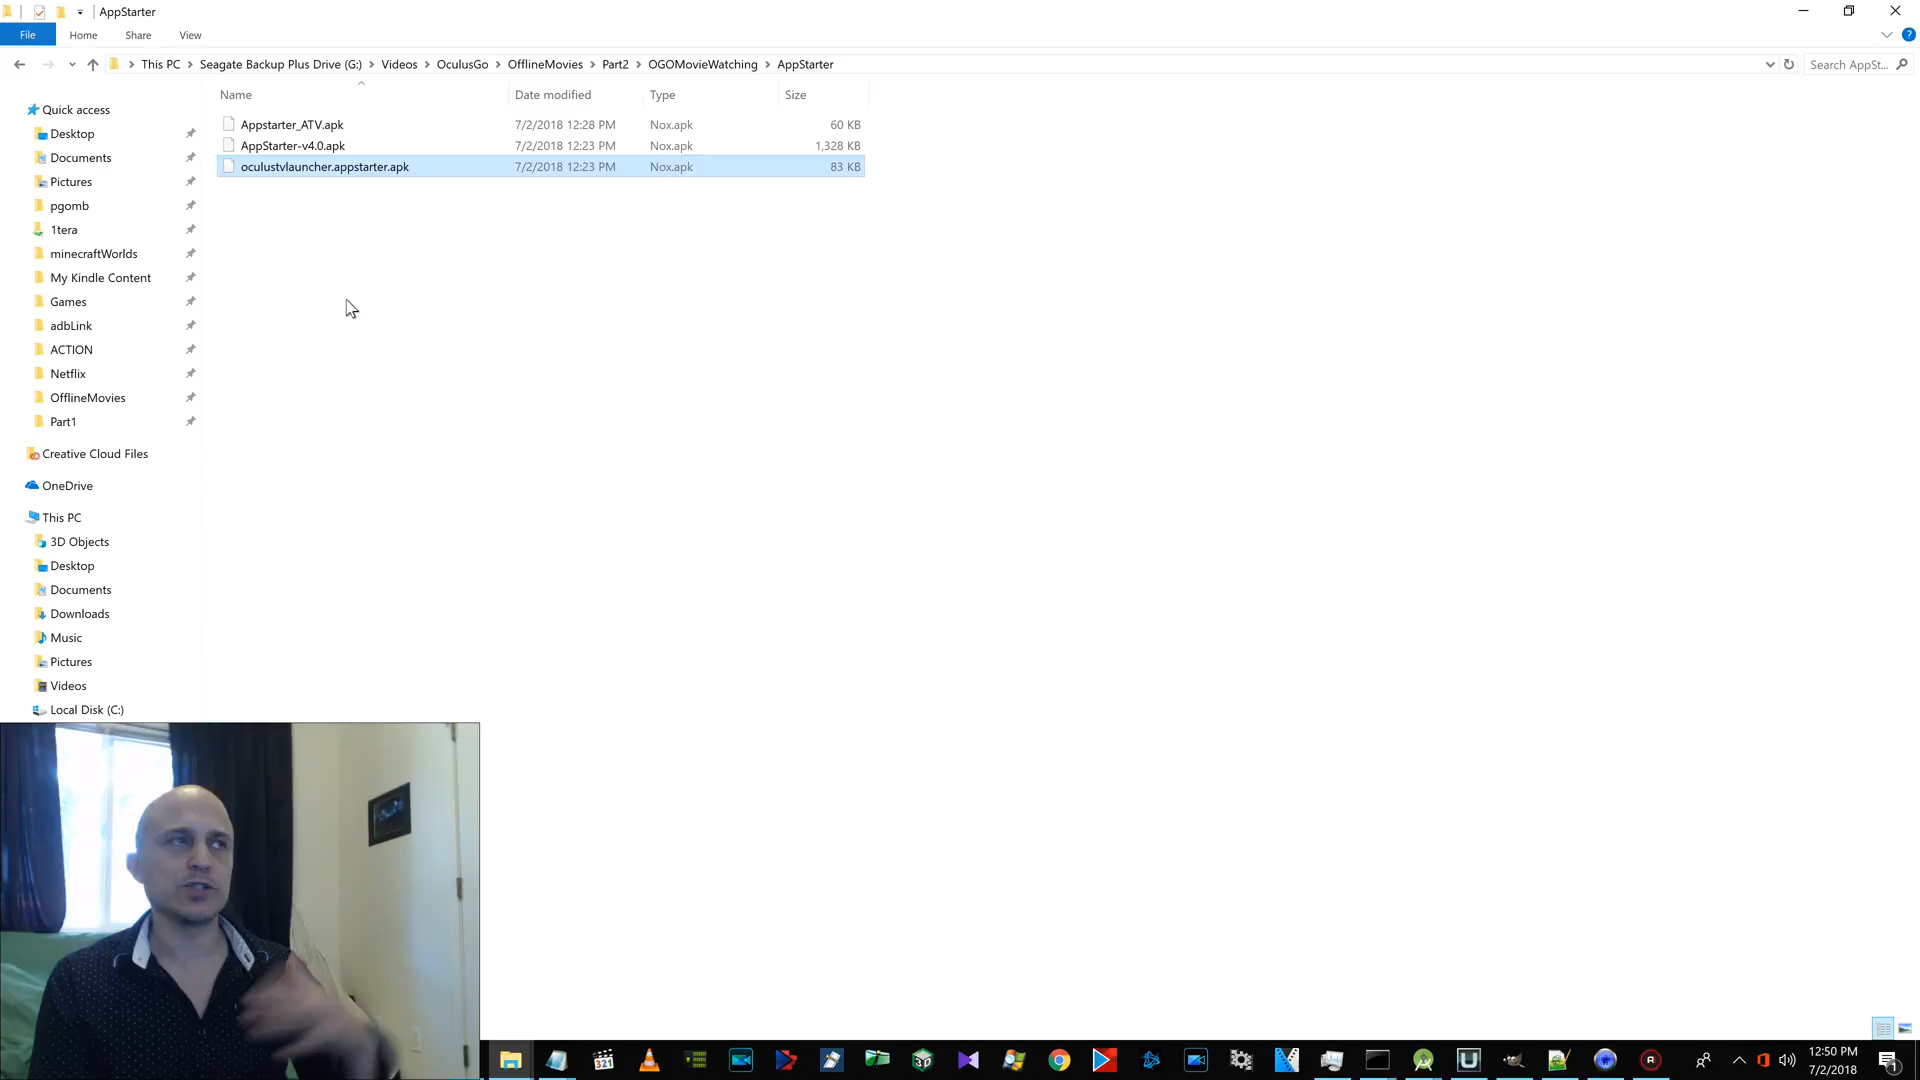 AppStarter
File Home Share View
This PC Seagate Backup Plus Drive (G:) Videos OculusGo OfflineMovies Part2 OGOMovieWatching AppStarter Search AppSt...
Name Date modified Type Size
Appstarter_ATV.apk 7/2/2018 12:28 PM Nox.apk 60 KB
AppStarter-v4.0.apk 7/2/2018 12:23 PM Nox.apk 1,328 KB
oculustvlauncher.appstarter.apk 7/2/2018 12:23 PM Nox.apk 83 KB
Quick access
Desktop
Documents
Pictures
pgomb
1tera
minecraftWorlds
My Kindle Content
Games
adbLink
ACTION
Netflix
OfflineMovies
Part1
Creative Cloud Files
OneDrive
This PC
3D Objects
Desktop
Documents
Downloads
Music
Pictures
Videos
Local Disk (C:)
321
3D
12:50 PM
7/2/2018
1